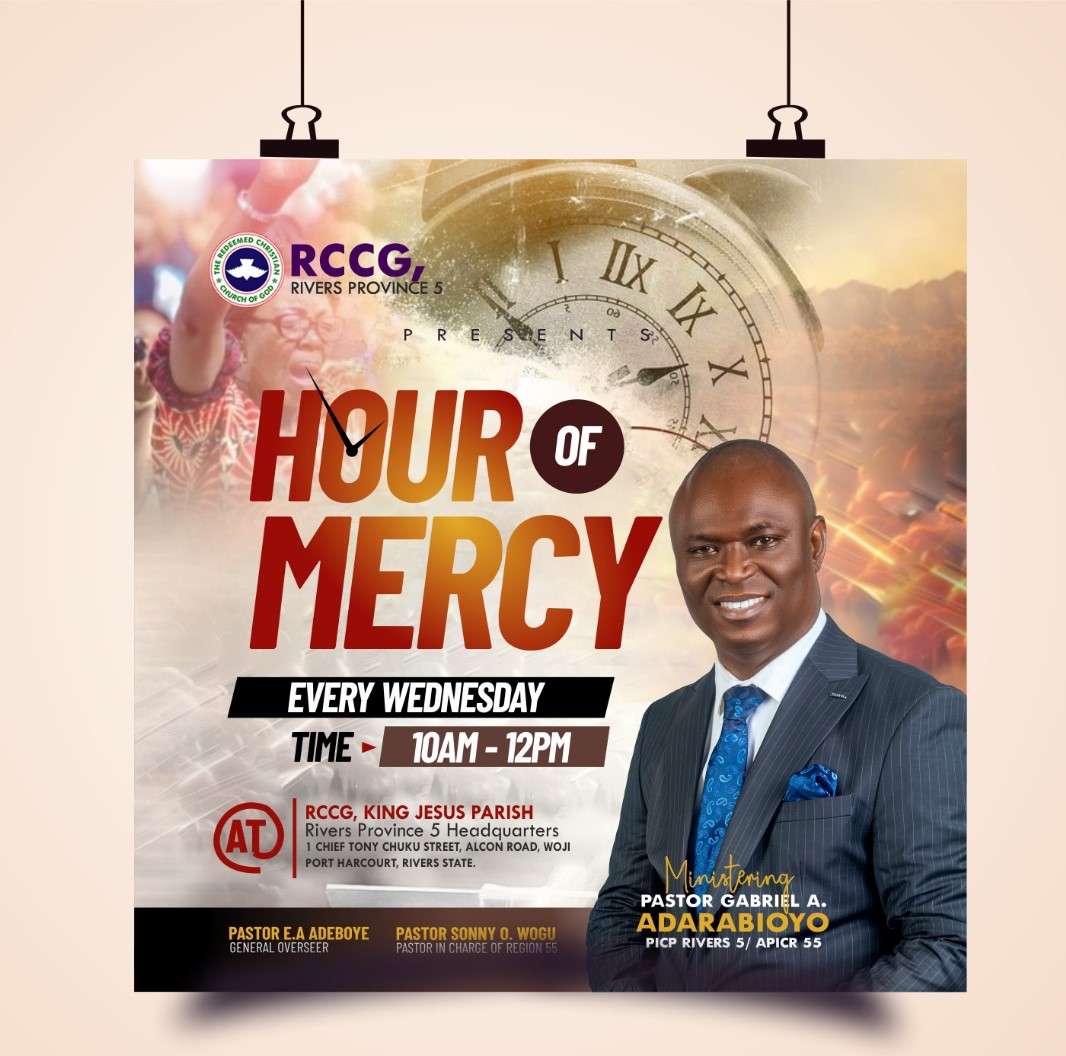 THE REDEEMED CHRISTIAN
CHURCH OF GOD
RCCG,
RIVERS PROVINCE 5
PRESENTS
I IIX IX X
60
HOUR OF
MERCY
EVERY WEDNESDAY
TIME 10AM - 12PM
AT
RCCG, KING JESUS PARISH
Rivers Province 5 Headquarters
1 CHIEF TONY CHUKU STREET, ALCON ROAD, WOJI
PORT HARCOURT, RIVERS STATE.
Ministering
PASTOR GABRIEL A.
ADARABIOYO
PICP RIVERS 5/ APICR 55
PASTOR E.A ADEBOYE
GENERAL OVERSEER
PASTOR SONNY O. WOGU
PASTOR IN CHARGE OF REGION 55